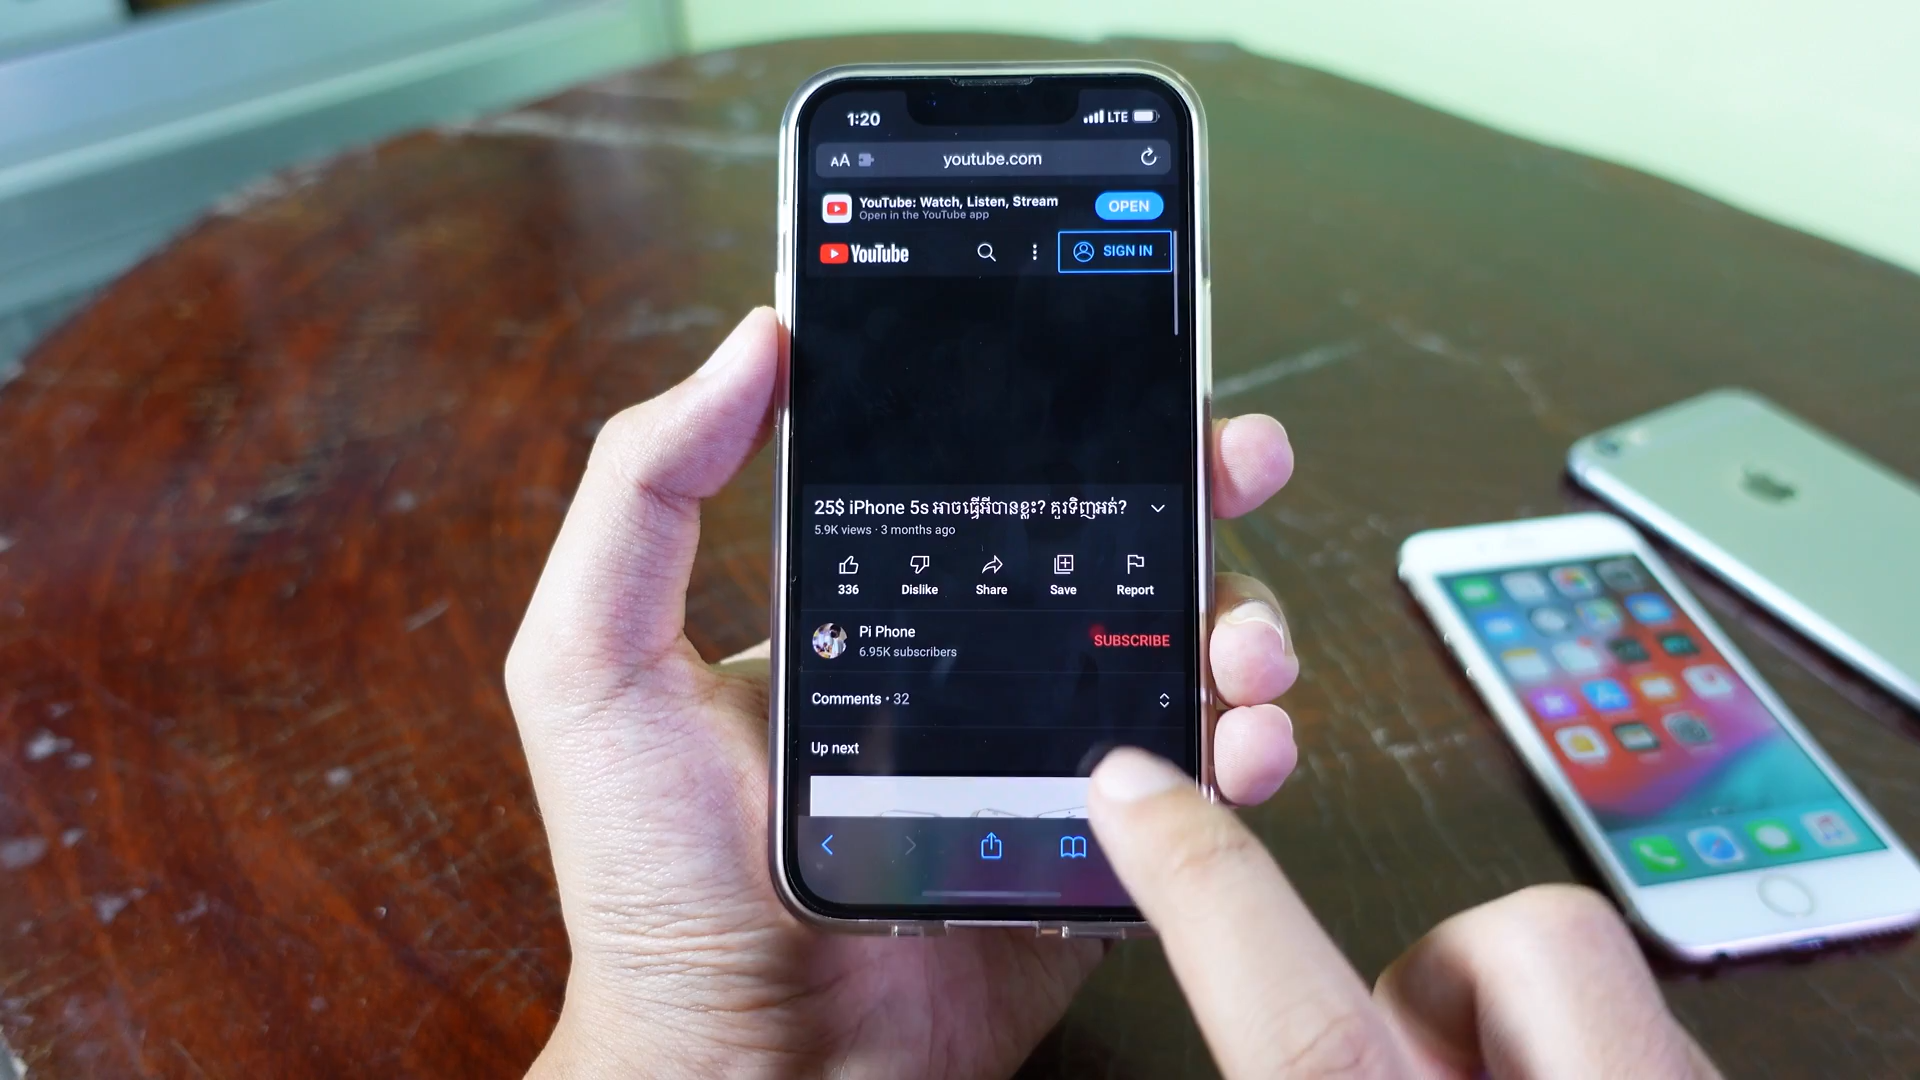 1:20
LTE
AA youtube.com
YouTube: Watch, Listen, Stream
Open in the YouTube app
OPEN
YouTube
SIGN IN
25$ iPhone 5s អាចធ្វើអីបានខ្លះ? គួរទិញអត់?
5.9K views · 3 months ago
336
Dislike
Share
Save
Report
Pi Phone
6.95K subscribers
SUBSCRIBE
Comments · 32
Up next